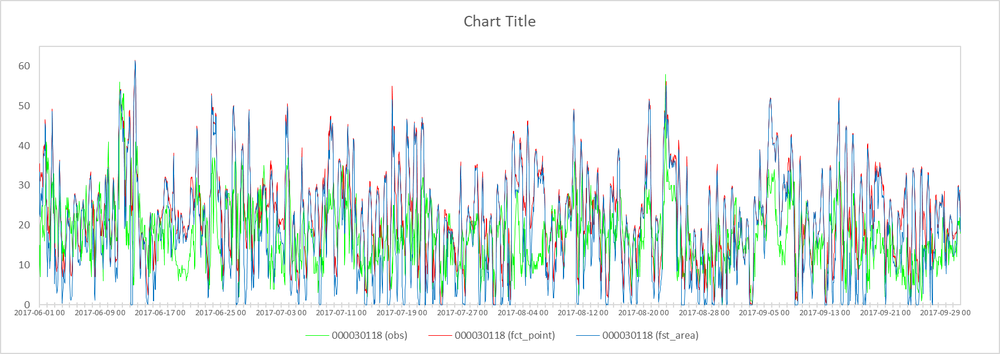 Chart Title
60
50
40
30
20
10
0
2017-06-01 00 2017-06-09 00 2017-06-17 00 2017-06-25 00 2017-07-03 00 2017-07-11 00 2017-07-19 00 2017-07-27 00 2017-08-04 00 2017-08-12 00 2017-08-20 00 2017-08-28 00 2017-09-05 00 2017-09-13 00 2017-09-21 00 2017-09-29 00
000030118 (obs) 000030118 (fct_point) 000030118 (fst_area)